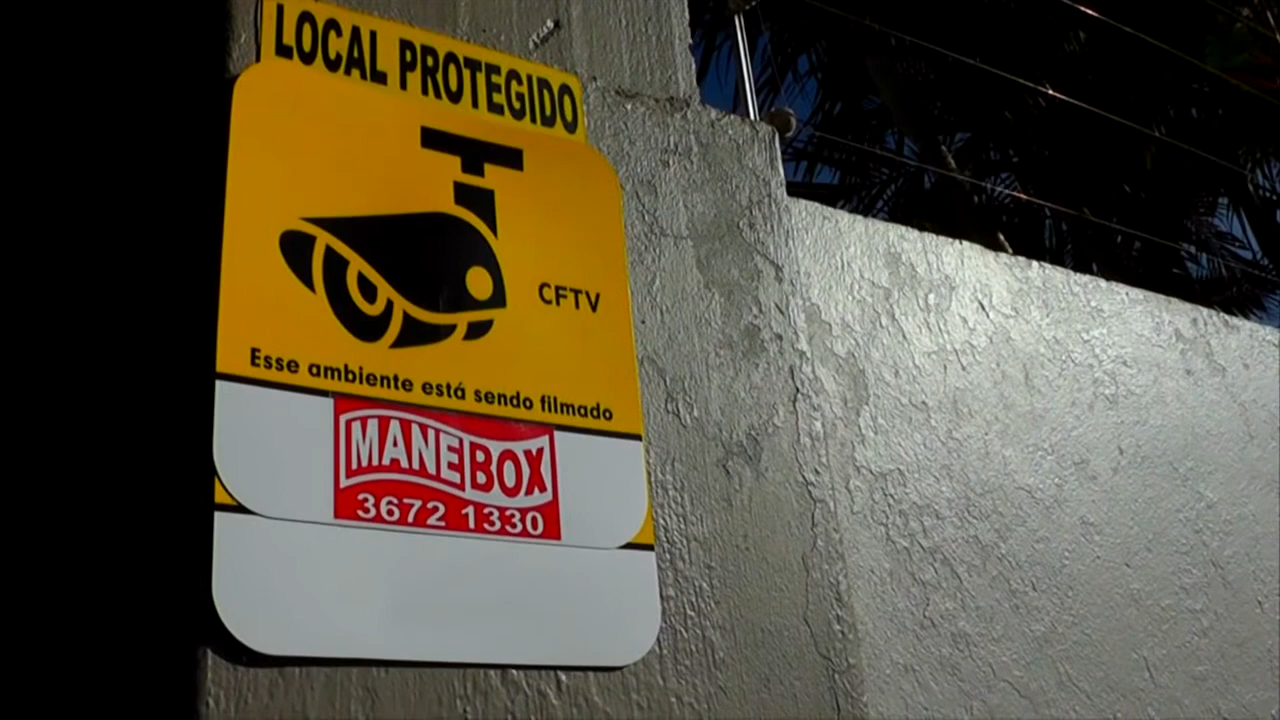 LOCAL PROTEGIDO
CFTV
Esse ambiente está sendo filmado
MANEBOX
3672 1330